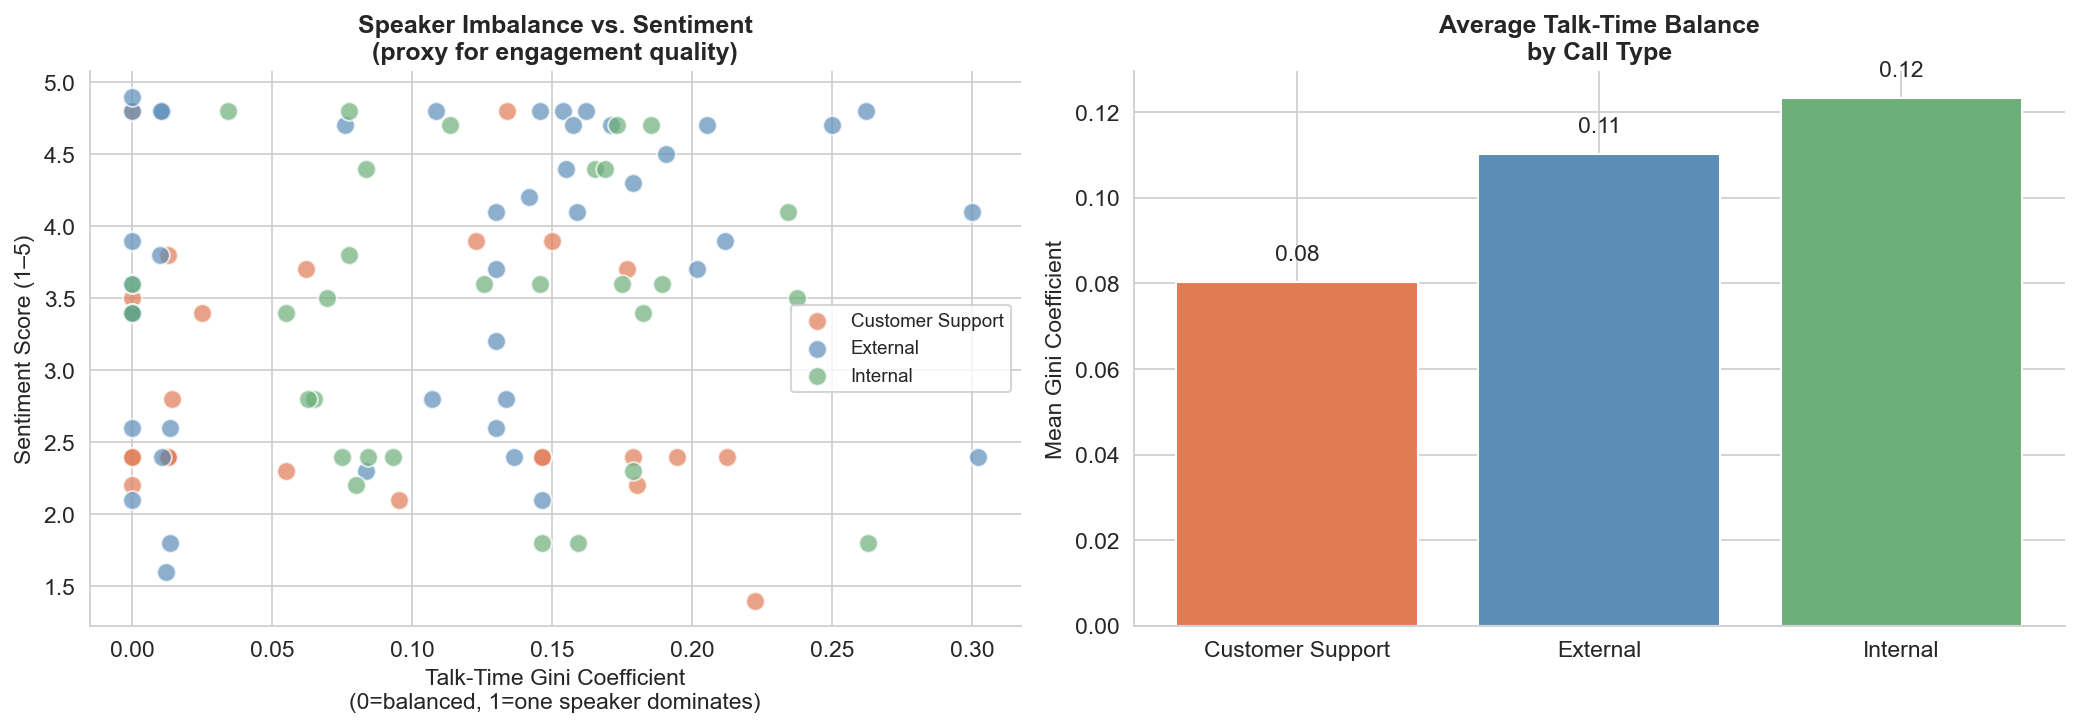 Speaker Imbalance vs. Sentiment
(proxy for engagement quality)
Sentiment Score (1–5)
5.0
4.5
4.0
3.5
3.0
2.5
2.0
1.5
Customer Support
External
Internal
0.00 0.05 0.10 0.15 0.20 0.25 0.30
Talk-Time Gini Coefficient
(0=balanced, 1=one speaker dominates)
Average Talk-Time Balance
by Call Type
Mean Gini Coefficient
0.12
0.10
0.08
0.06
0.04
0.02
0.00
0.08
0.11
0.12
Customer Support External Internal